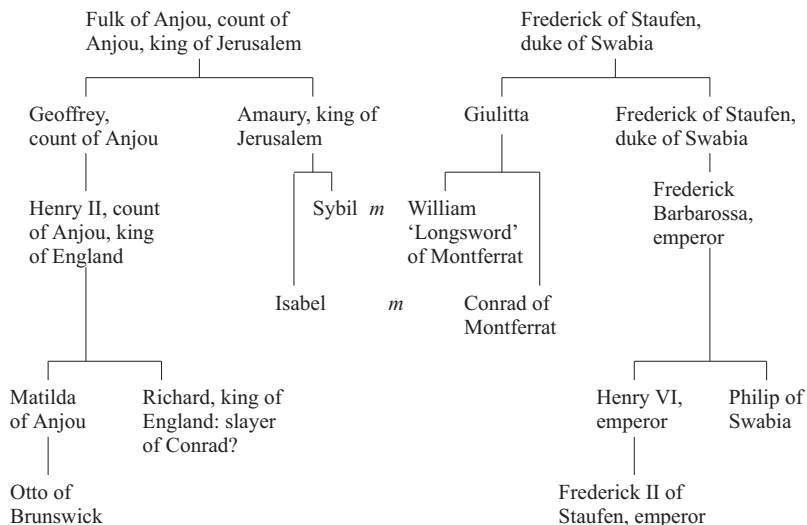 Fulk of Anjou, count of
Anjou, king of Jerusalem
Frederick of Staufen,
duke of Swabia
Geoffrey,
count of Anjou
Amaury, king of
Jerusalem
Giulitta
Frederick of Staufen,
duke of Swabia
Henry II, count
of Anjou, king
of England
Sybil m William
‘Longsword’
of Montferrat
Frederick
Barbarossa,
emperor
Isabel m Conrad of
Montferrat
Matilda
of Anjou
Richard, king of
England: slayer
of Conrad?
Henry VI,
emperor
Philip of
Swabia
Otto of
Brunswick
Frederick II of
Staufen, emperor